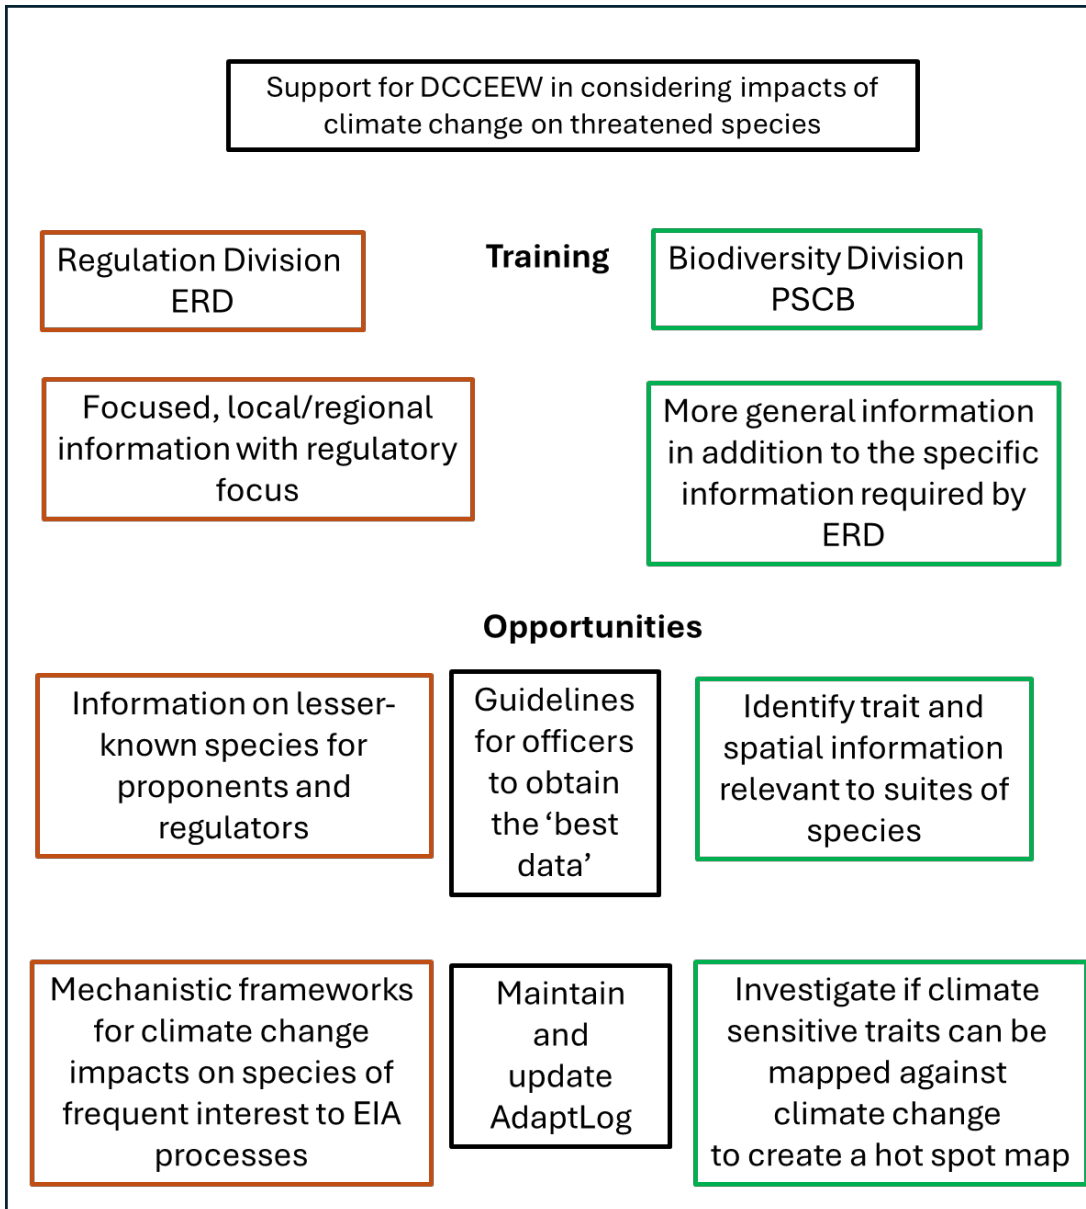 Support for DCCEEW in considering impacts of
climate change on threatened species
Regulation Division
ERD
Training
Biodiversity Division
PSCB
Focused, local/regional
information with regulatory
focus
More general information
in addition to the specific
information required by
ERD
Opportunities
Information on lesser-
known species for
proponents and
regulators
Guidelines
for officers
to obtain
the ‘best
data’
Identify trait and
spatial information
relevant to suites of
species
Mechanistic frameworks
for climate change
impacts on species of
frequent interest to EIA
processes
Maintain
and
update
AdaptLog
Investigate if climate
sensitive traits can be
mapped against
climate change
to create a hot spot map